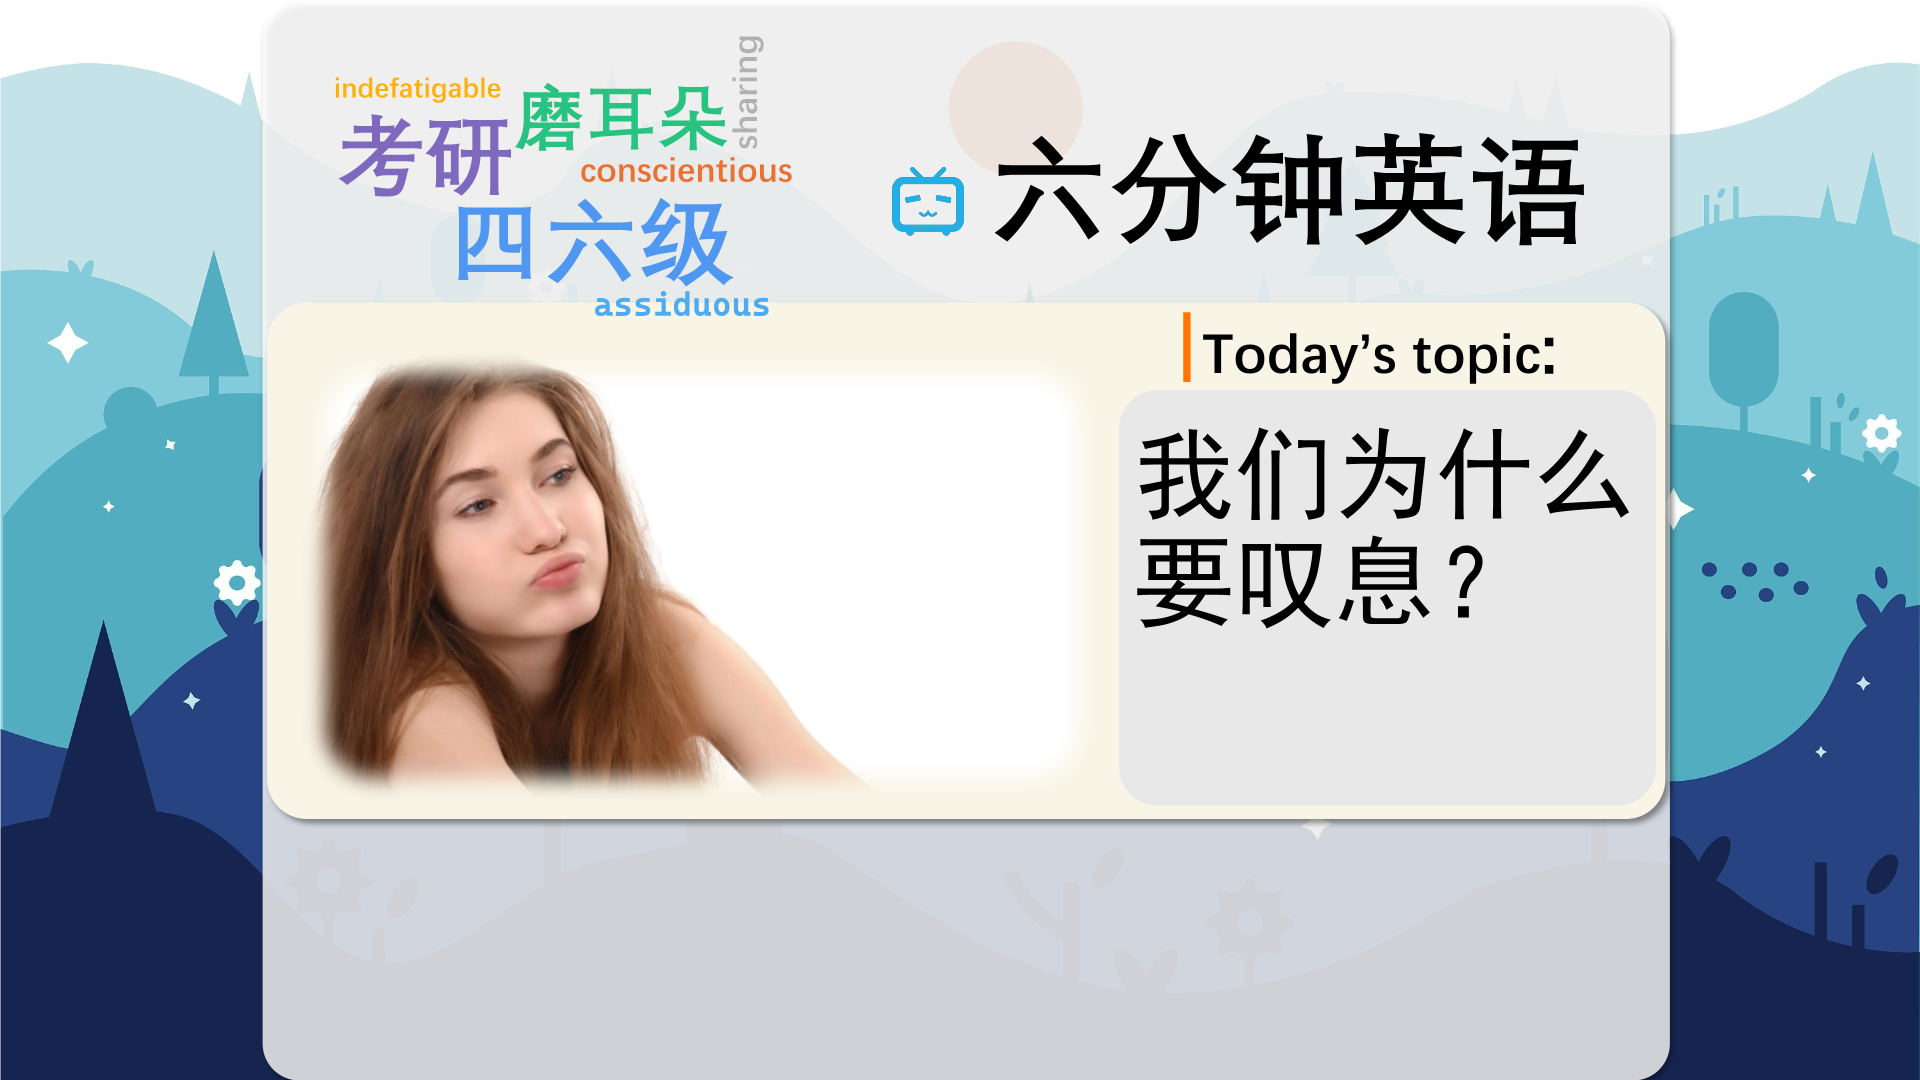 indefatigable
sharing
考研
磨耳朵
conscientious
四六级
assiduous
六分钟英语
Today’s topic:
我们为什么
要叹息？